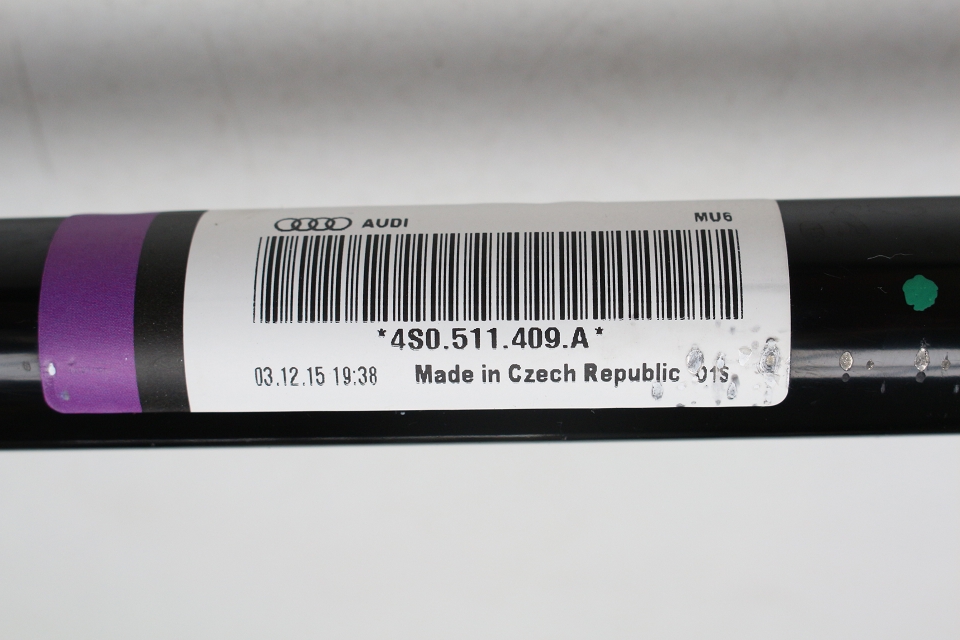 AUDI MU6
*4S0.511.409.A*
03.12.15 19:38 Made in Czech Republic 01S